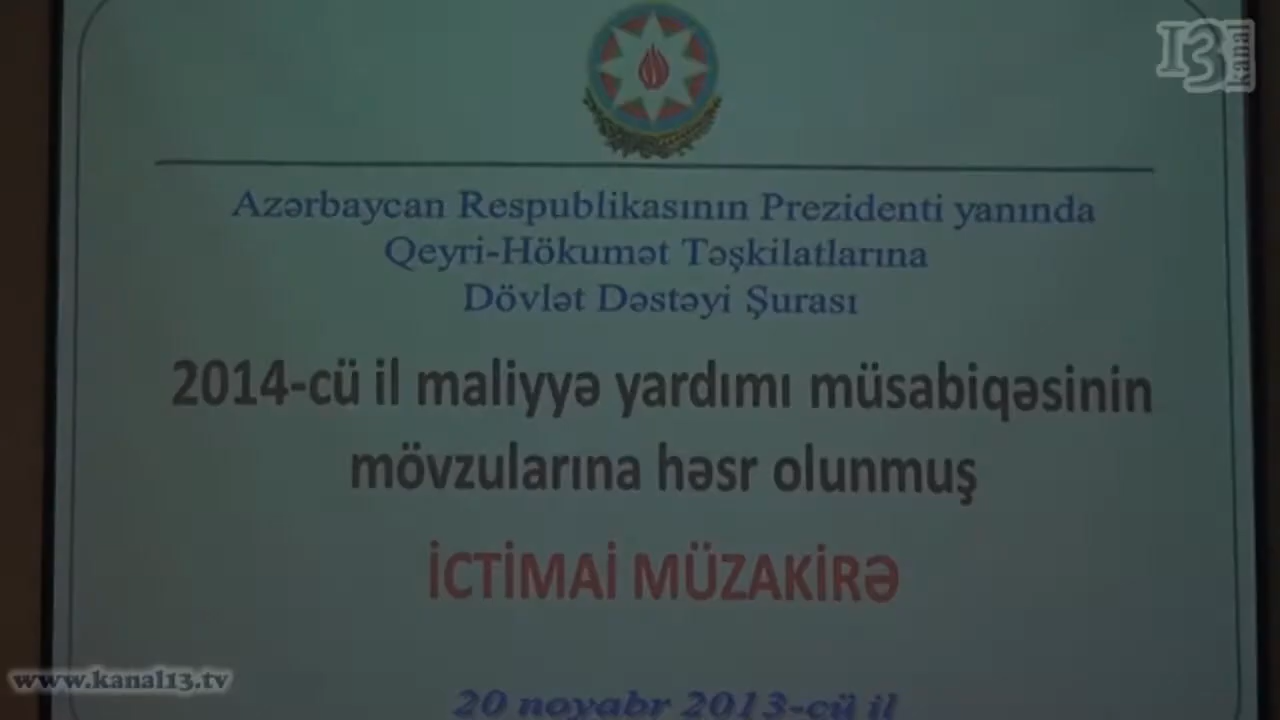 13 kanal
Azərbaycan Respublikasının Prezidenti yanında
Qeyri-Hökumət Təşkilatlarına
Dövlət Dəstəyi Şurası
2014-cü il maliyyə yardımı müsabiqəsinin
mövzularına həsr olunmuş
İCTİMAİ MÜZAKİRƏ
www.kanal13.tv
20 noyabr 2013-cü il